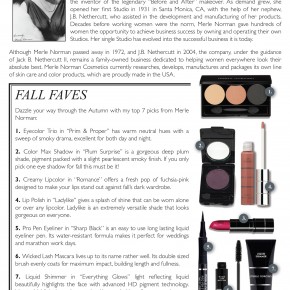 the inventor of the legendary "Before and After" makeover. As demand grew, she
opened her first Studio in 1931 in Santa Monica, CA, with the help of her nephew
J.B. Nethercutt, who assisted in the development and manufacturing of her products.
Decades before working women were the norm, Merle Norman gave hundreds of
women the opportunity to achieve business success by owning and operating their own
Studios. Her single Studio has evolved into the successful business it is today.
Although Merle Norman passed away in 1972, and J.B. Nethercutt in 2004, the company, under the guidance
of Jack B. Nethercutt II, remains a family-owned business dedicated to helping women everywhere look their
absolute best. Merle Norman Cosmetics currently researches, develops, manufactures and packages its own line
of skin care and color products, which are proudly made in the USA.
FALL FAVES
Dazzle your way through the Autumn with my top 7 picks from Merle
Norman:
1. Eyecolor Trio in "Prim & Proper" has warm neutral hues with a
sweep of smoky drama, excellent for both day and night.
2. Color Max Shadow in "Plum Surprise" is a gorgeous deep plum
shade, pigment packed with a slight pearlescent smoky finish. If you only
pick one eye shadow for fall this must be it!
3. Creamy Lipcolor in "Romance" offers a fresh pop of fuchsia-pink
designed to make your lips stand out against fall's dark wardrobe.
4. Lip Polish in "Ladylike" gives a splash of shine that can be worn alone
or over any lipcolor. Ladylike is an extremely versatile shade that looks
gorgeous on everyone.
5. Pro Pen Eyeliner in "Sharp Black" is an easy to use long lasting liquid
eyeliner pen. Its water-resistant formula makes it perfect for weddings
and marathon work days.
6. Wicked Lash Mascara lives up to its name rather well. Its double sized
brush evenly coats for maximum impact, building length and fullness.
7. Liquid Shimmer in "Everything Glows" light reflecting liquid
beautifully highlights the face with advanced HD pigment technology.